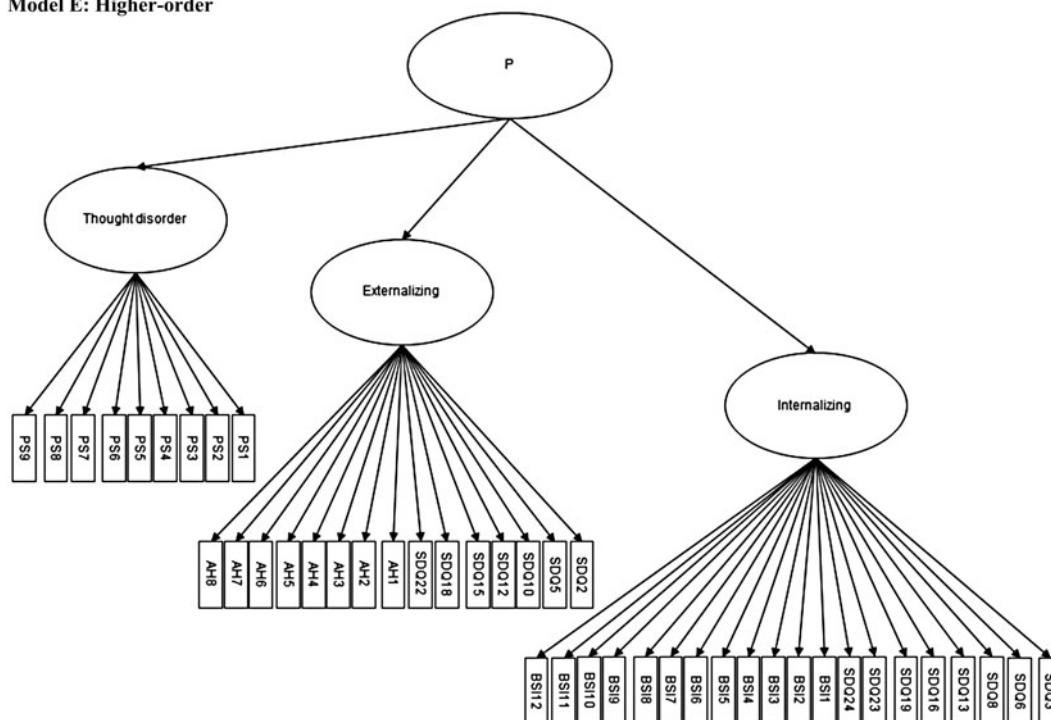 Model E: Higher-order
P
Thought disorder
Externalizing
Internalizing
PS9
PS8
PS7
PS6
PS5
PS4
PS3
PS2
PS1
AH8
AH7
AH6
AH5
AH4
AH3
AH2
AH1
SDQ22
SDQ18
SDQ15
SDQ12
SDQ10
SDQ5
SDQ2
BSI12
BSI11
BSI10
BSI9
BSI8
BSI7
BSI6
BSI5
BSI4
BSI3
BSI2
BSI1
SDQ24
SDQ23
SDQ19
SDQ16
SDQ13
SDQ8
SDQ6
SDQ3